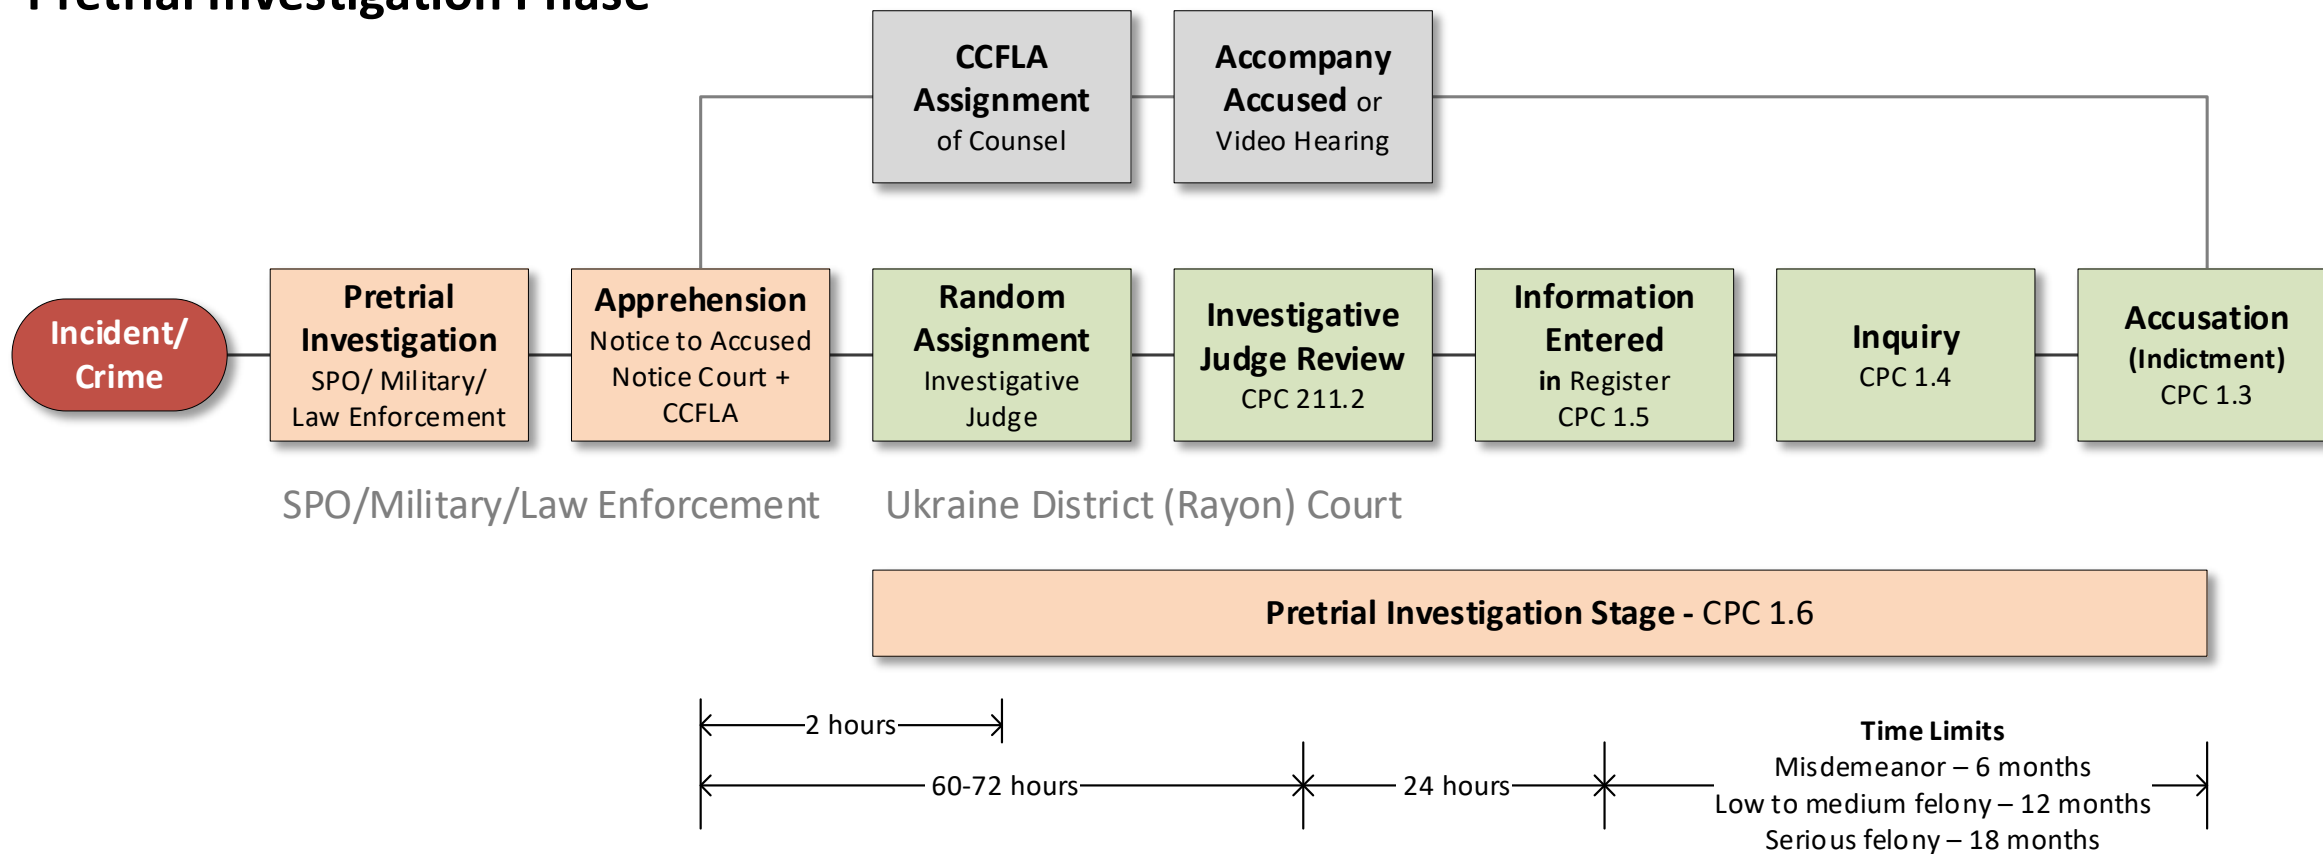 Pretrial Investigation Phase
CCFLA
Assignment
of Counsel
Accompany
Accused or
Video Hearing
Incident/
Crime
Pretrial
Investigation
SPO/ Military/
Law Enforcement
Apprehension
Notice to Accused
Notice Court +
CCFLA
Random
Assignment
Investigative
Judge
Investigative
Judge Review
CPC 211.2
Information
Entered
in Register
CPC 1.5
Inquiry
CPC 1.4
Accusation
(Indictment)
CPC 1.3
SPO/Military/Law Enforcement
Ukraine District (Rayon) Court
Pretrial Investigation Stage - CPC 1.6
2 hours
60-72 hours
24 hours
Time Limits
Misdemeanor – 6 months
Low to medium felony – 12 months
Serious felony – 18 months